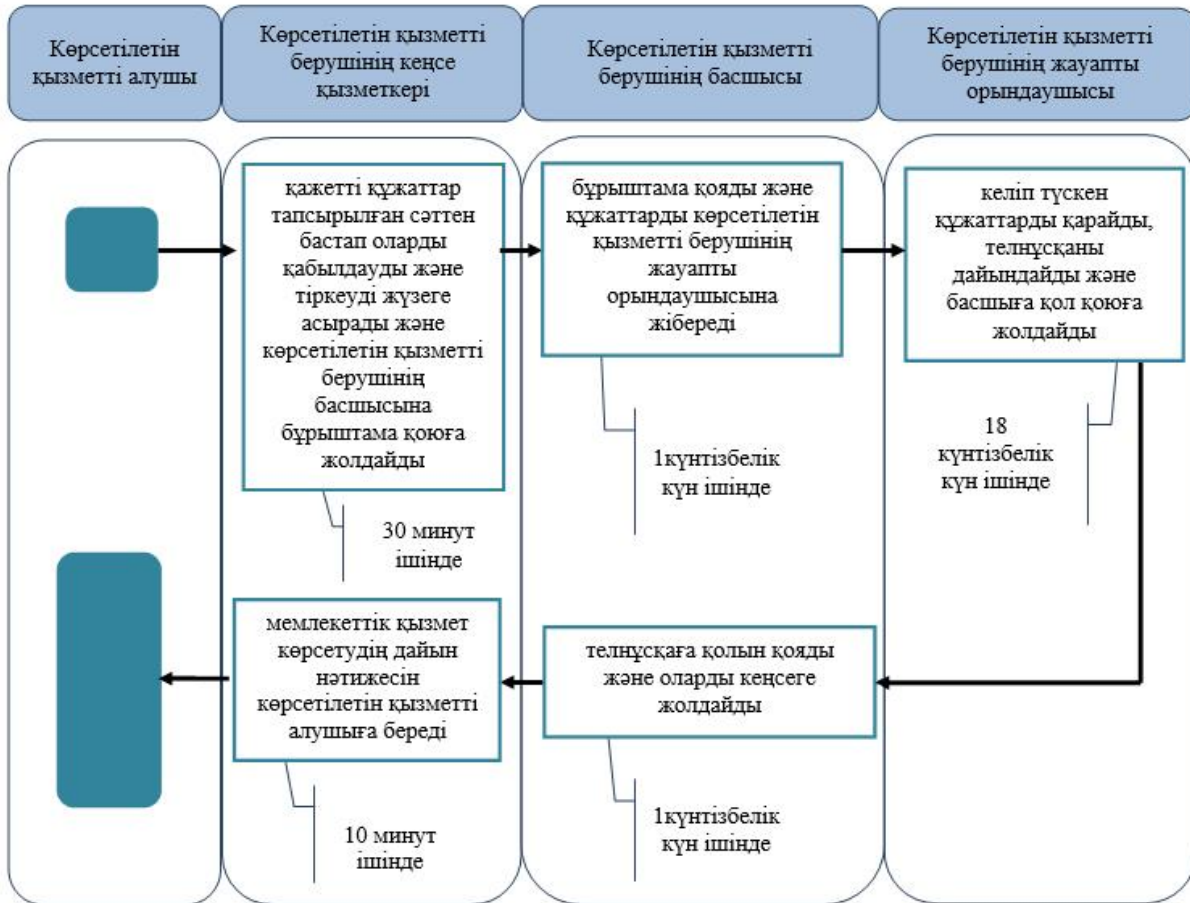 Көрсетілетін
қызметті алушы
Көрсетілетін қызметті
берушінің кеңсе
қызметкері
Көрсетілетін қызметті
берушінің басшысы
Көрсетілетін қызметті
берушінің жауапты
орындаушысы
қажетті құжаттар
тапсырылған сәттен
бастап оларды
қабылдауды және
тіркеуді жүзеге
асырады және
көрсетілетін қызметті
берушінің
басшысына
бұрыштама қоюға
жолдайды
30 минут
ішінде
бұрыштама қояды және
құжаттарды көрсетілетін
қызметті берушінің
жауапты
орындаушысына
жібереді
1күнтізбелік
күн ішінде
келіп түскен
құжаттарды қарайды,
телнұсқаны
дайындайды және
басшыға қол қоюға
жолдайды
18
күнтізбелік
күн ішінде
мемлекеттік қызмет
көрсетудің дайын
нәтижесін
көрсетілетін қызметті
алушыға береді
10 минут
ішінде
телнұсқаға қолын қояды
және оларды кеңсеге
жолдайды
1күнтізбелік
күн ішінде